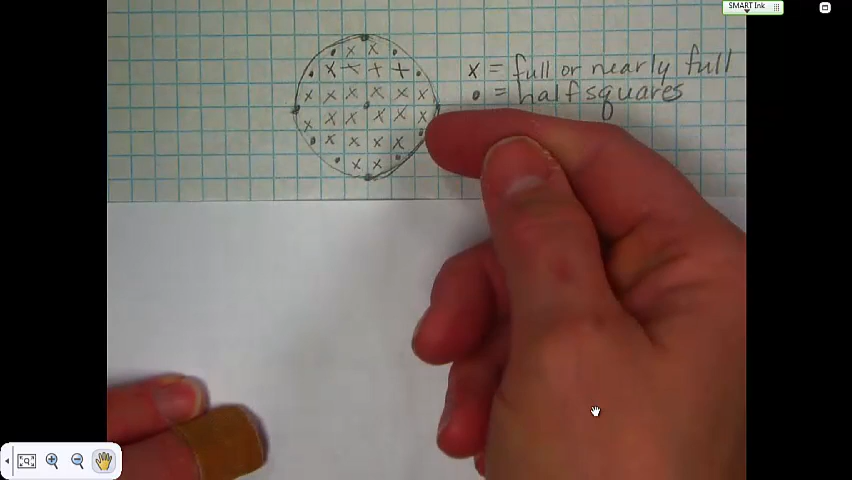 SMART Ink
x = full or nearly full
• = half squares